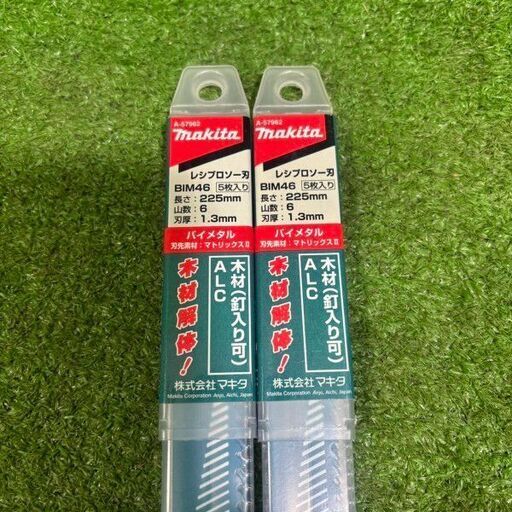 A-57982
makita
レシプロソー刃
BIM46 5枚入り
長さ：225mm
山数：6
刃厚：1.3mm
バイメタル
刃先素材：マトリックスⅡ
木材解体！
木材（釘入り可）
ALC
株式会社マキタ
Makita Corporation Anjo, Aichi, Japan
A-57982
makita
レシプロソー刃
BIM46 5枚入り
長さ：225mm
山数：6
刃厚：1.3mm
バイメタル
刃先素材：マトリックスⅡ
木材解体！
木材（釘入り可）
ALC
株式会社マキタ
Makita Corporation Anjo, Aichi, Japan